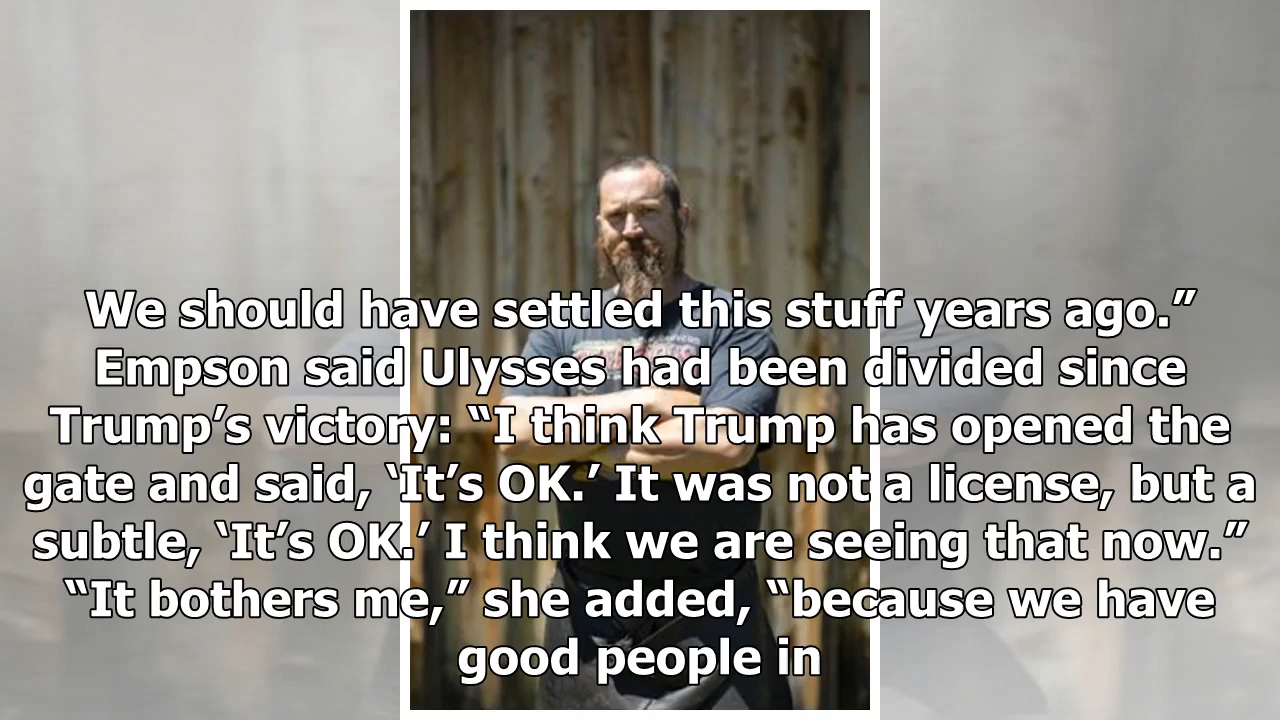 We should have settled this stuff years ago.”
Empson said Ulysses had been divided since
Trump’s victory: “I think Trump has opened the
gate and said, ‘It’s OK.’ It was not a license, but a
subtle, ‘It’s OK.’ I think we are seeing that now.”
“It bothers me,” she added, “because we have
good people in